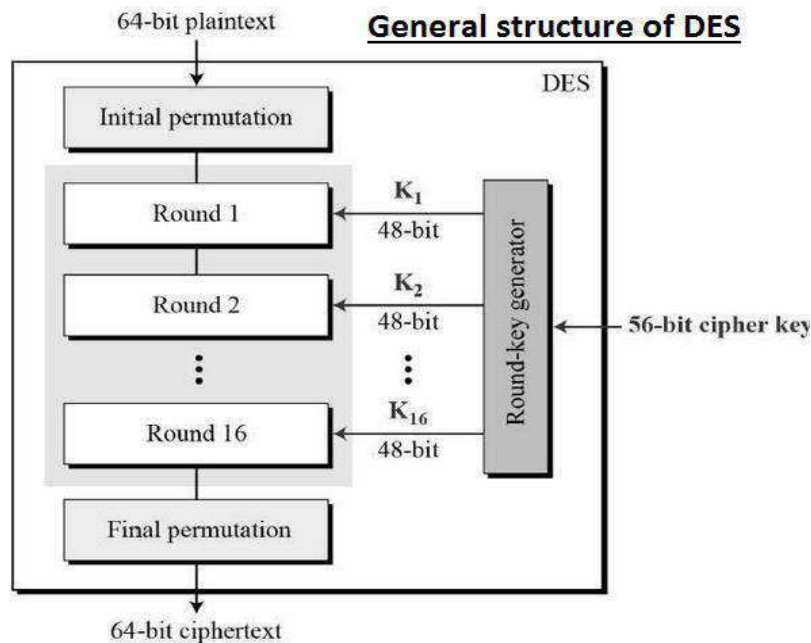 64-bit plaintext
General structure of DES
DES
Initial permutation
Round 1
K₁
48-bit
Round 2
K₂
48-bit
Round-key generator
56-bit cipher key
Round 16
K₁₆
48-bit
Final permutation
64-bit ciphertext